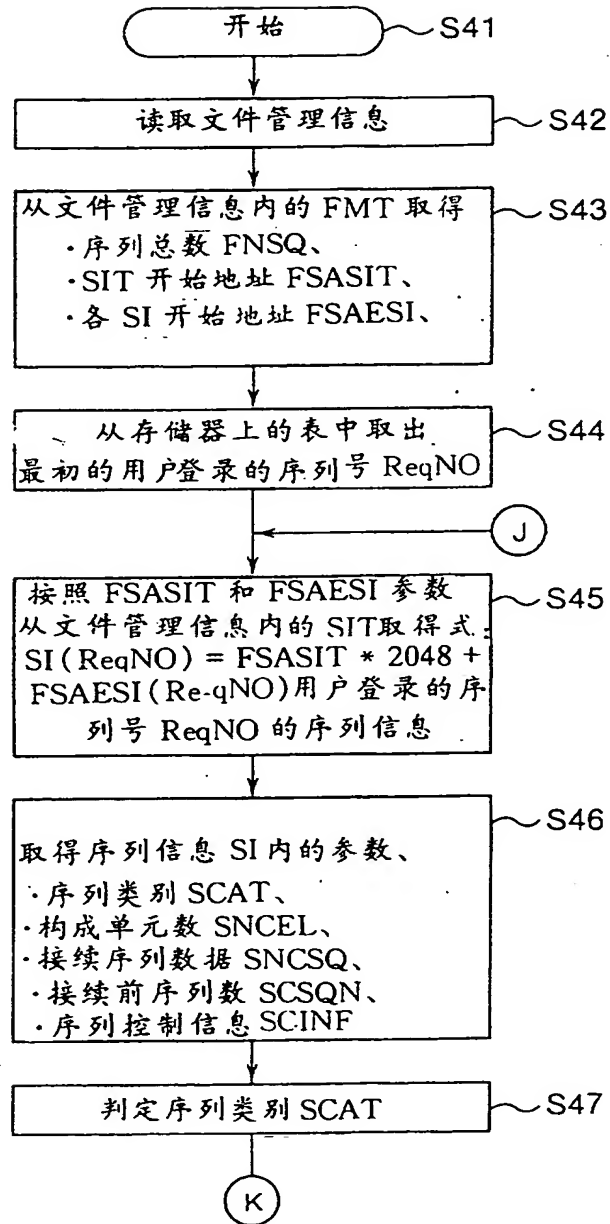 开始
S41
读取文件管理信息
S42
从文件管理信息内的 FMT 取得
·序列总数 FNSQ、
·SIT 开始地址 FSASIT、
·各 SI 开始地址 FSAESI、
S43
从存储器上的表中取出
最初的用户登录的序列号 ReqNO
S44
J
按照 FSASIT 和 FSAESI 参数
从文件管理信息内的 SIT取得式
SI(ReqNO) = FSASIT * 2048 +
FSAESI(Re-qNO)用户登录的序
列号 ReqNO 的序列信息
S45
取得序列信息 SI 内的参数、
·序列类别 SCAT、
·构成单元数 SNCEL、
·接续序列数据 SNCSQ、
·接续前序列数 SCSQN、
·序列控制信息 SCINF
S46
判定序列类别 SCAT
S47
K